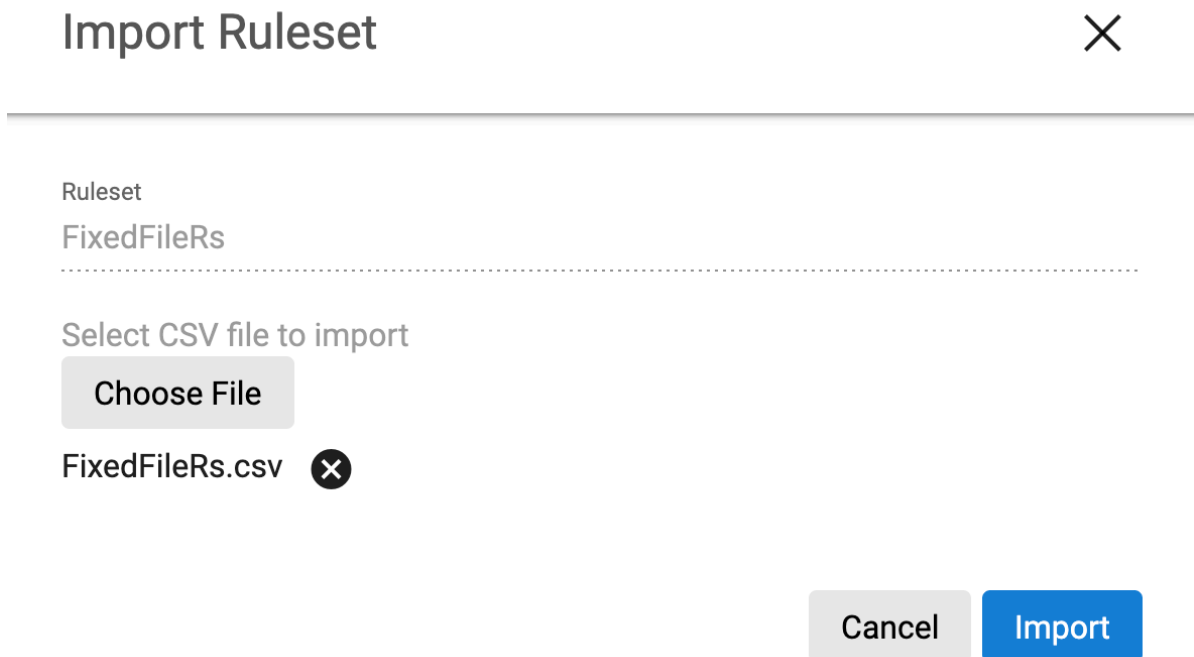 Import Ruleset
Ruleset
FixedFileRs
Select CSV file to import
Choose File
FixedFileRs.csv
Cancel Import